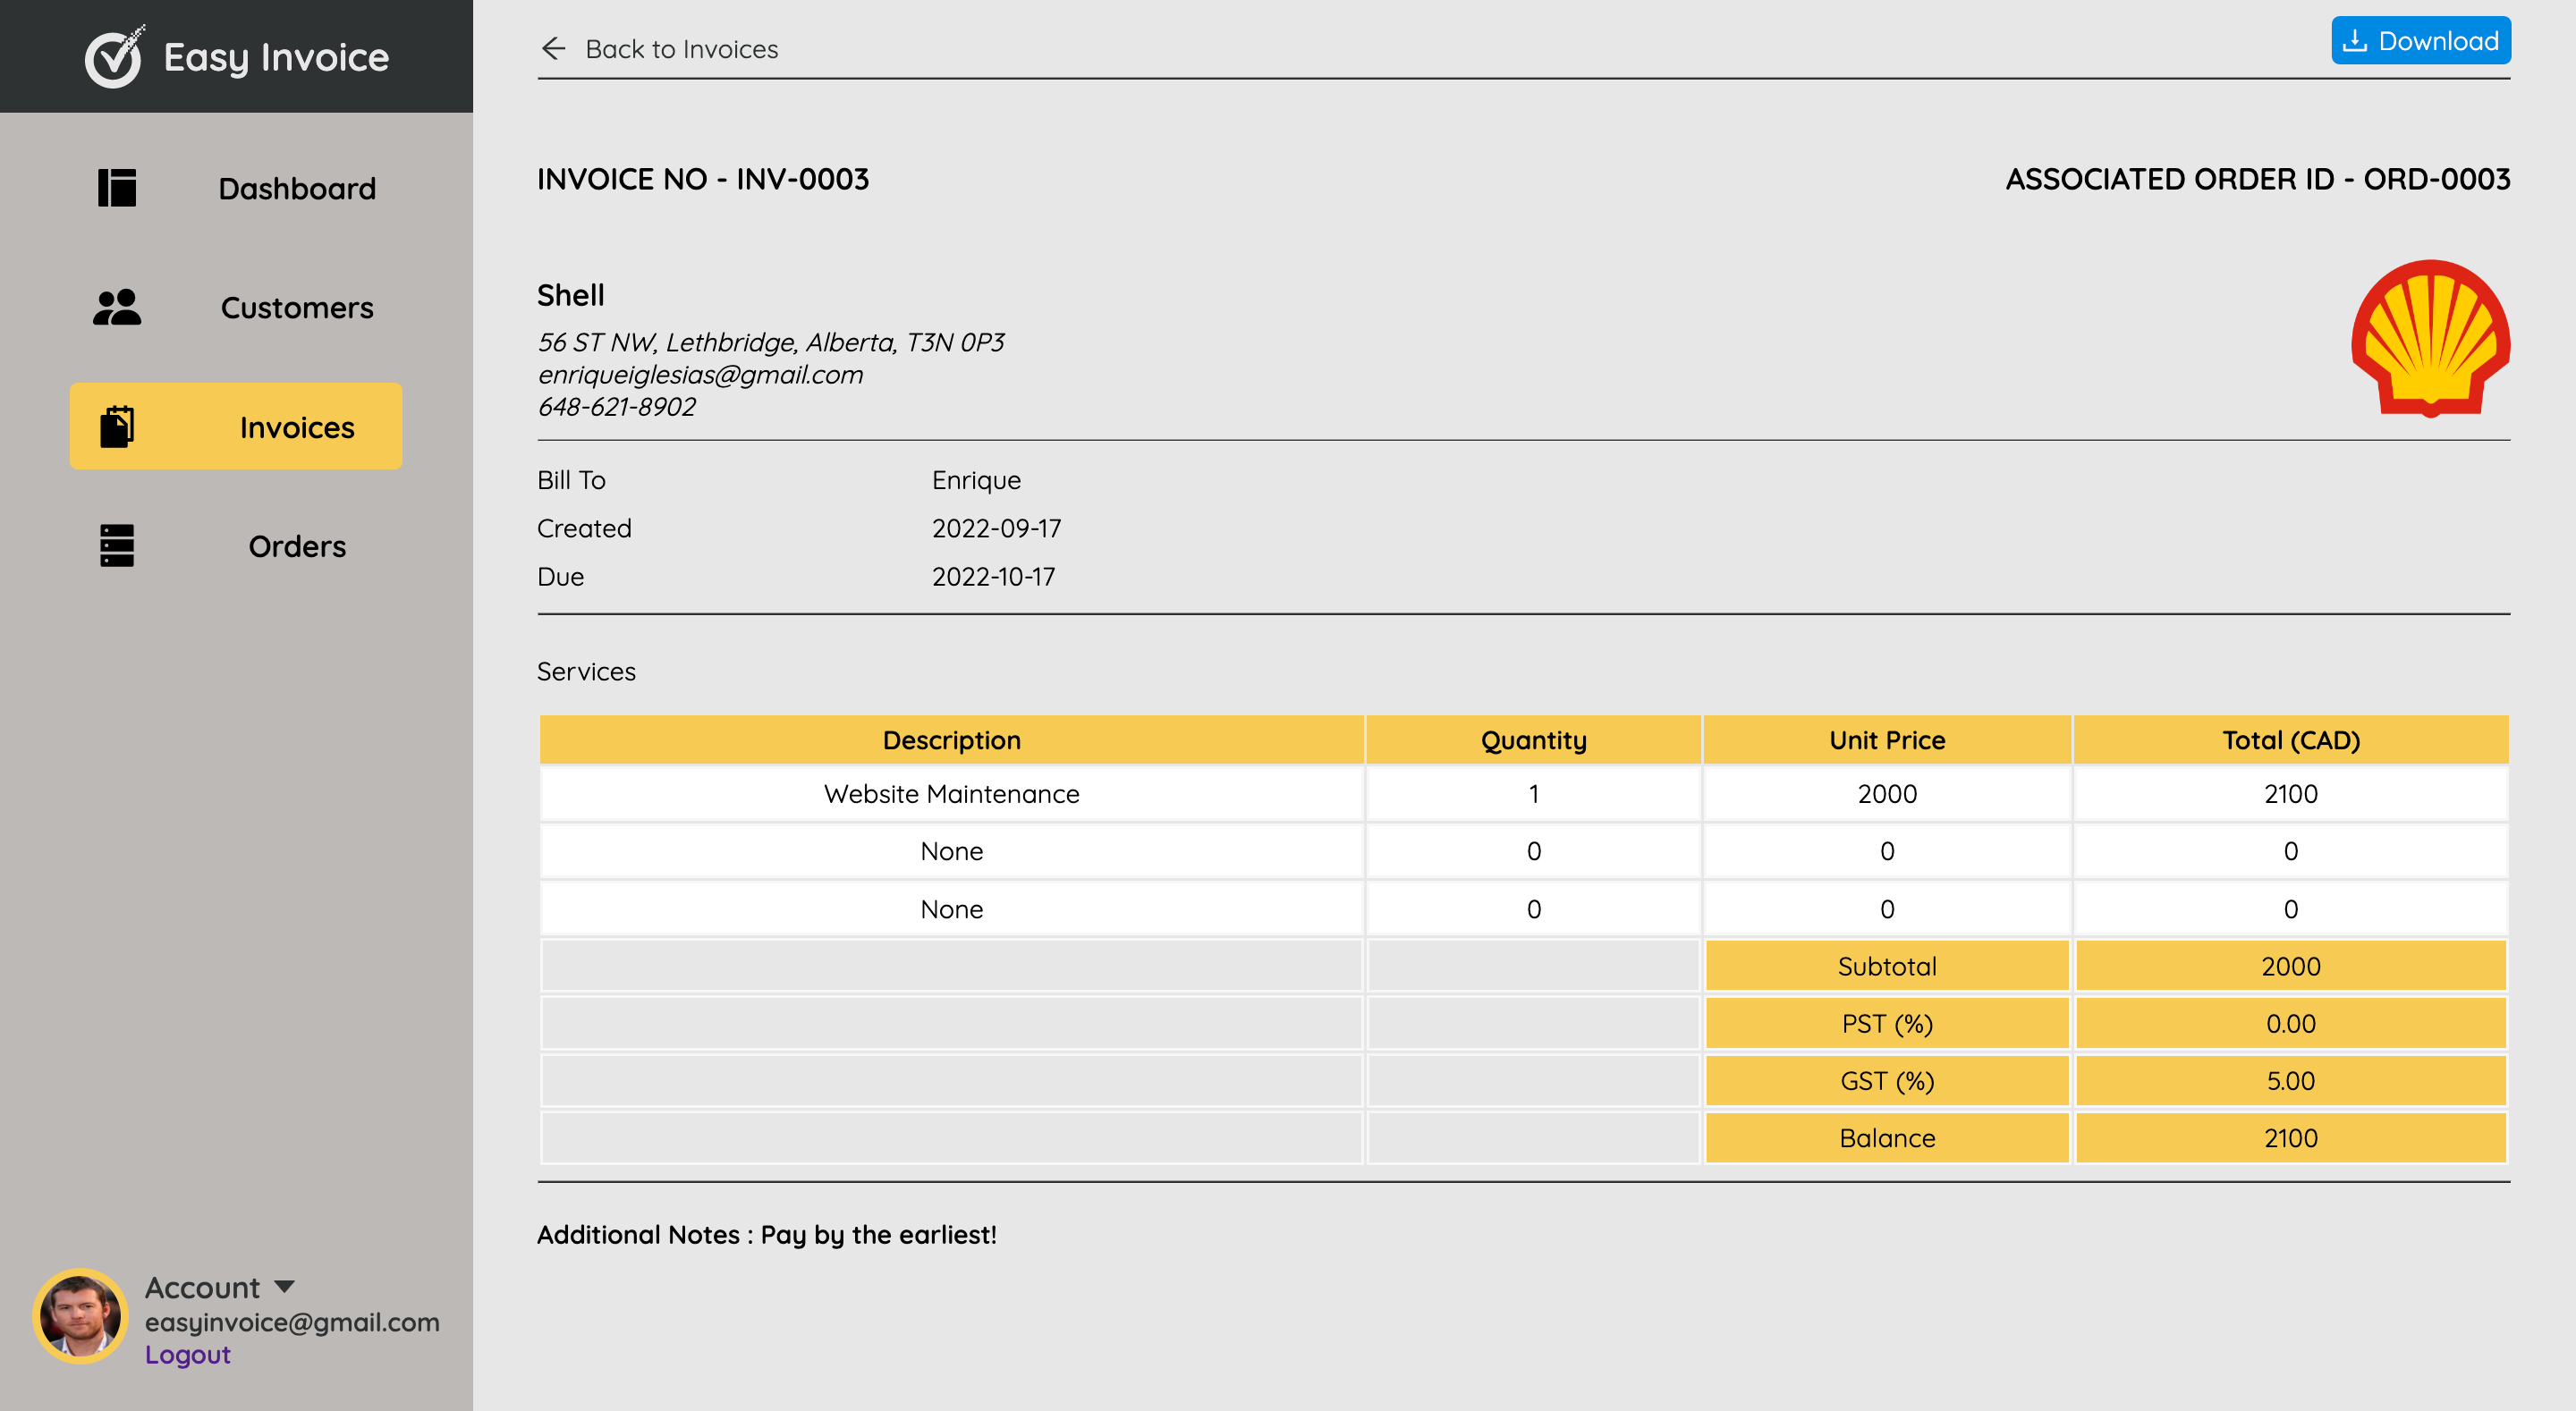 Easy Invoice
Dashboard
Customers
Invoices
Orders
Account
easyinvoice@gmail.com
Logout
Back to Invoices
Download
INVOICE NO - INV-0003
ASSOCIATED ORDER ID - ORD-0003
Shell
56 ST NW, Lethbridge, Alberta, T3N 0P3
enriqueiglesias@gmail.com
648-621-8902
Bill To Enrique
Created 2022-09-17
Due 2022-10-17
Services
Description Quantity Unit Price Total (CAD)
Website Maintenance 1 2000 2100
None 0 0 0
None 0 0 0
Subtotal 2000
PST (%) 0.00
GST (%) 5.00
Balance 2100
Additional Notes : Pay by the earliest!